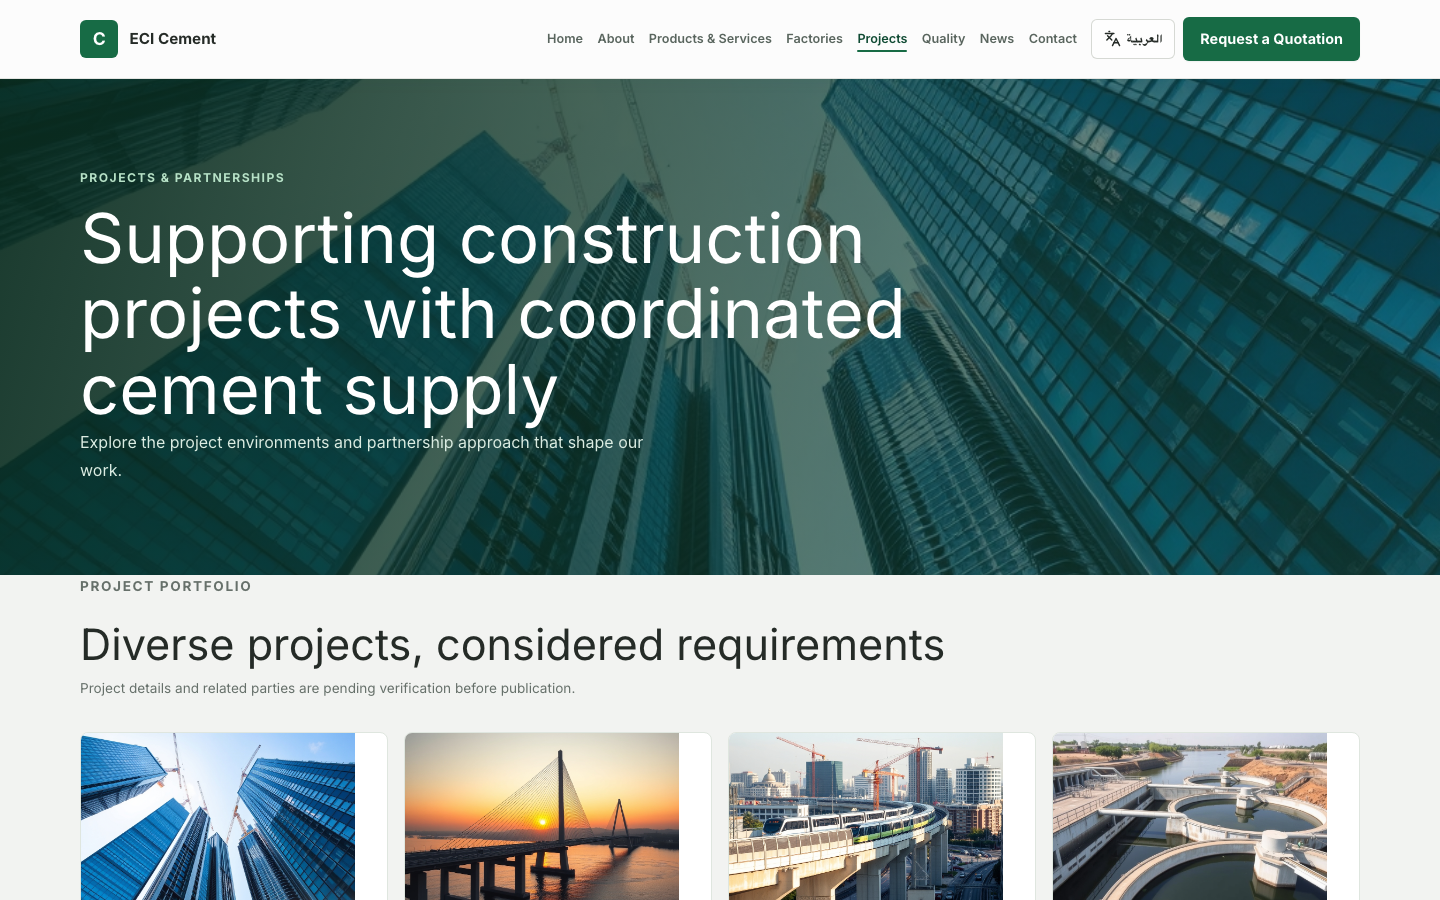 C
ECI Cement
Home
About
Products & Services
Factories
Projects
Quality
News
Contact
العربية
Request a Quotation
PROJECTS & PARTNERSHIPS
Supporting construction
projects with coordinated
cement supply
Explore the project environments and partnership approach that shape our
work.
PROJECT PORTFOLIO
Diverse projects, considered requirements
Project details and related parties are pending verification before publication.